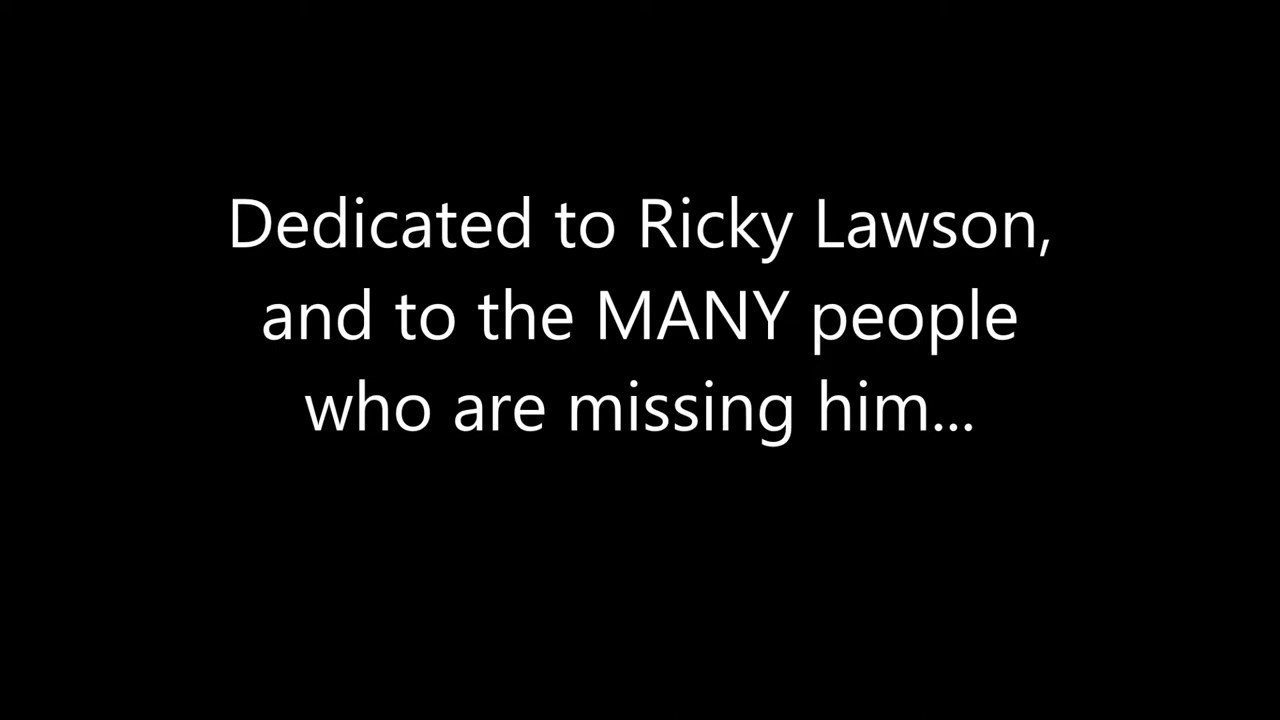 Dedicated to Ricky Lawson,
and to the MANY people
who are missing him...